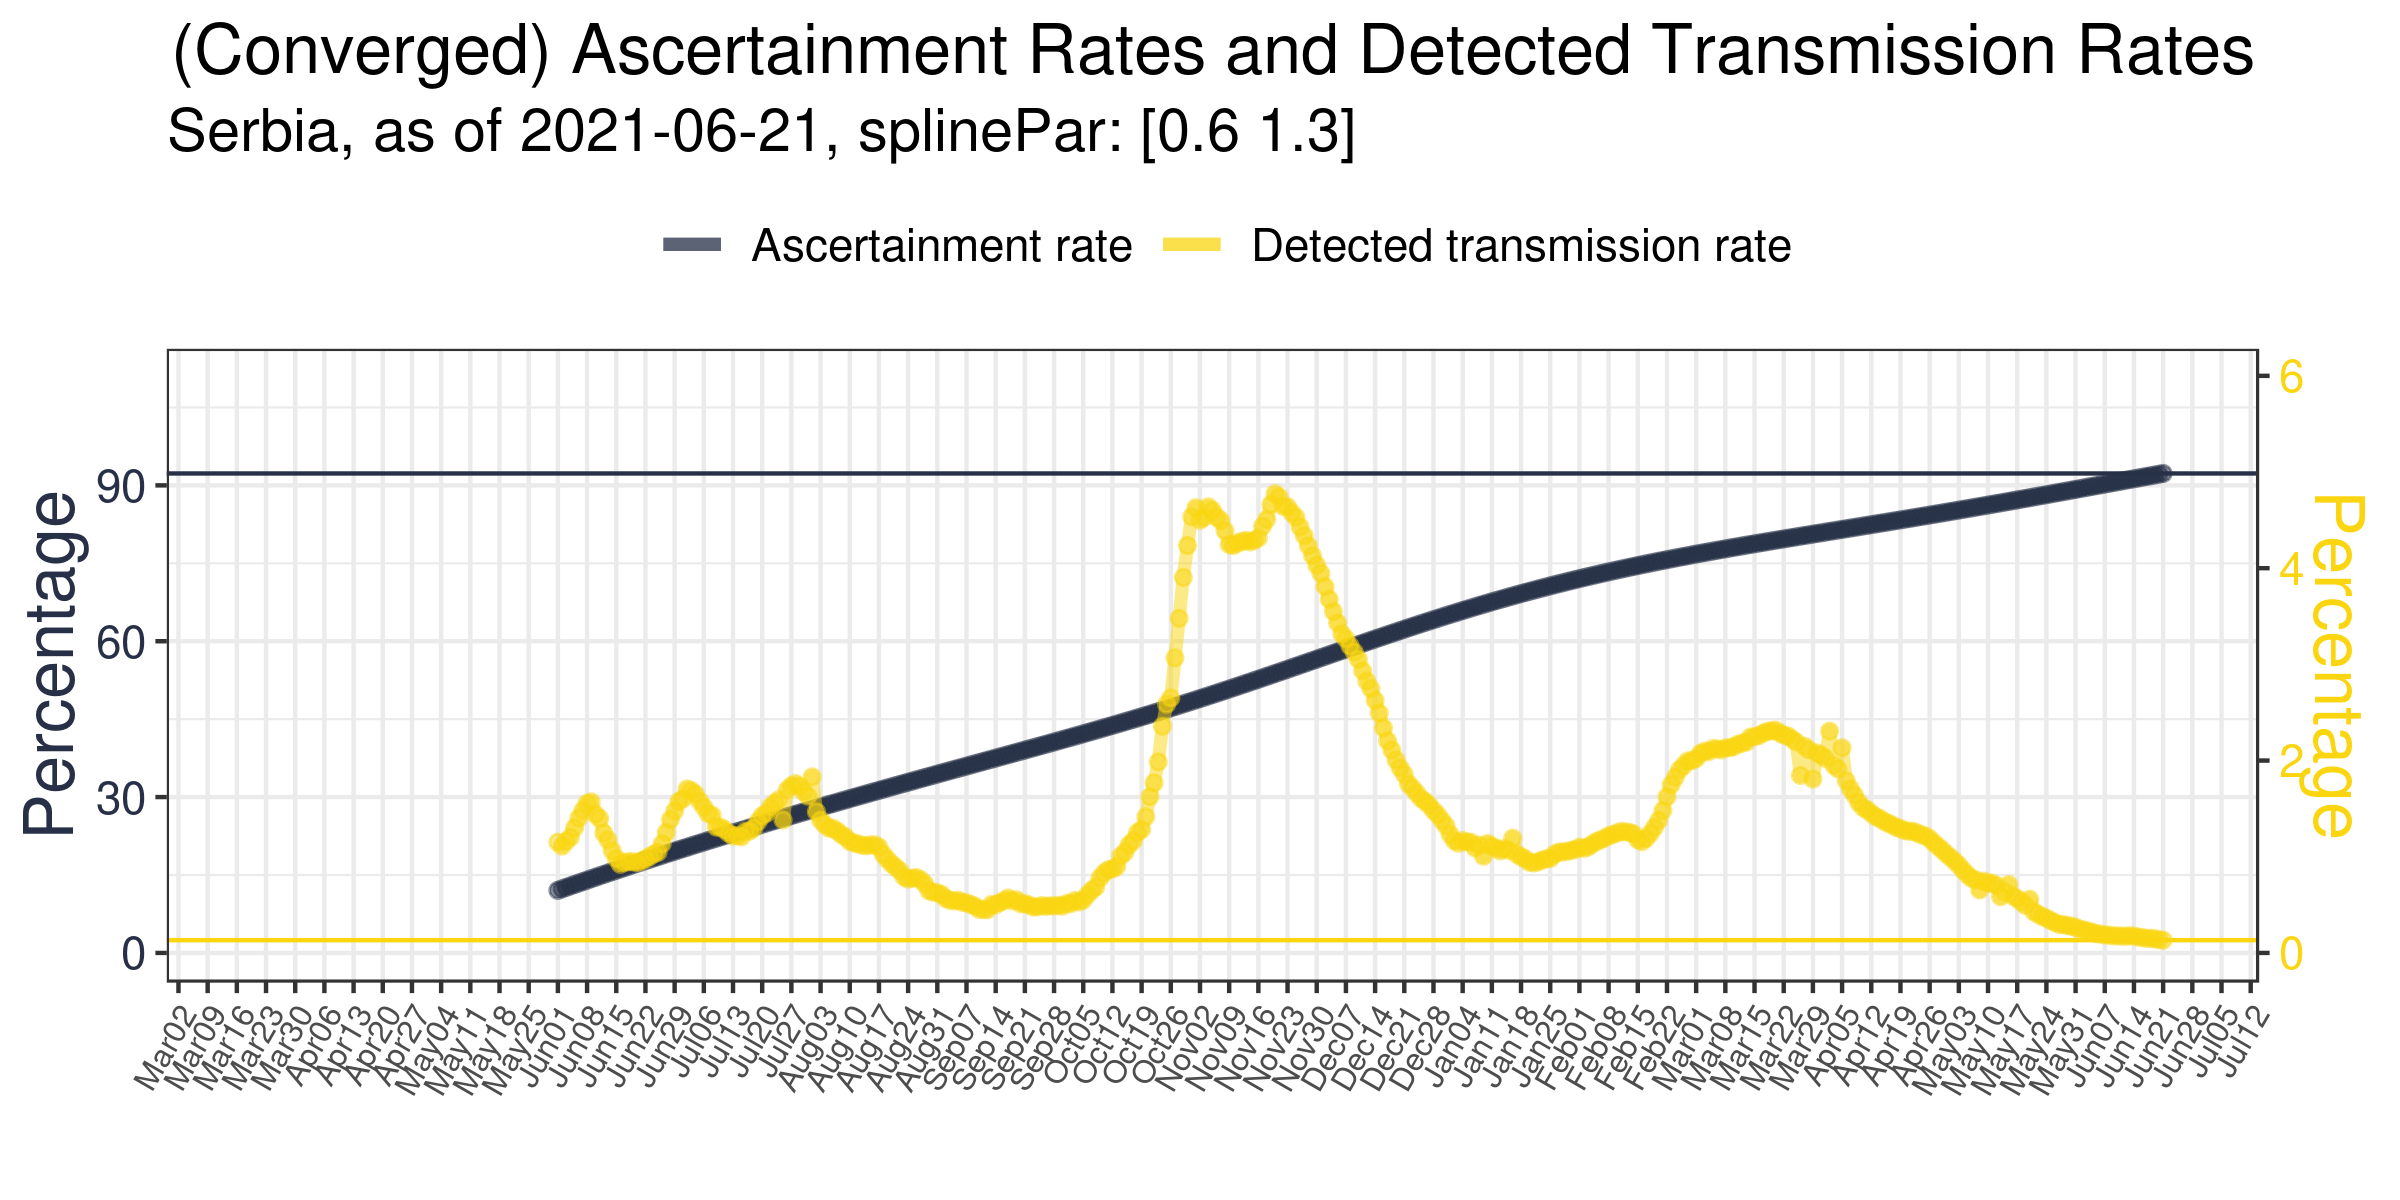 (Converged) Ascertainment Rates and Detected Transmission Rates
Serbia, as of 2021-06-21, splinePar: [0.6 1.3]
Ascertainment rate
Detected transmission rate
Percentage
90
60
30
0
6
4
2
0
Percentage
Mar02
Mar09
Mar16
Mar23
Mar30
Apr06
Apr13
Apr20
Apr27
May04
May11
May18
May25
Jun01
Jun08
Jun15
Jun22
Jun29
Jul06
Jul13
Jul20
Jul27
Aug03
Aug10
Aug17
Aug24
Aug31
Sep07
Sep14
Sep21
Sep28
Oct05
Oct12
Oct19
Oct26
Nov02
Nov09
Nov16
Nov23
Nov30
Dec07
Dec14
Dec21
Dec28
Jan04
Jan11
Jan18
Jan25
Feb01
Feb08
Feb15
Feb22
Mar01
Mar08
Mar15
Mar22
Mar29
Apr05
Apr12
Apr19
Apr26
May03
May10
May17
May24
May31
Jun07
Jun14
Jun21
Jun28
Jul05
Jul12